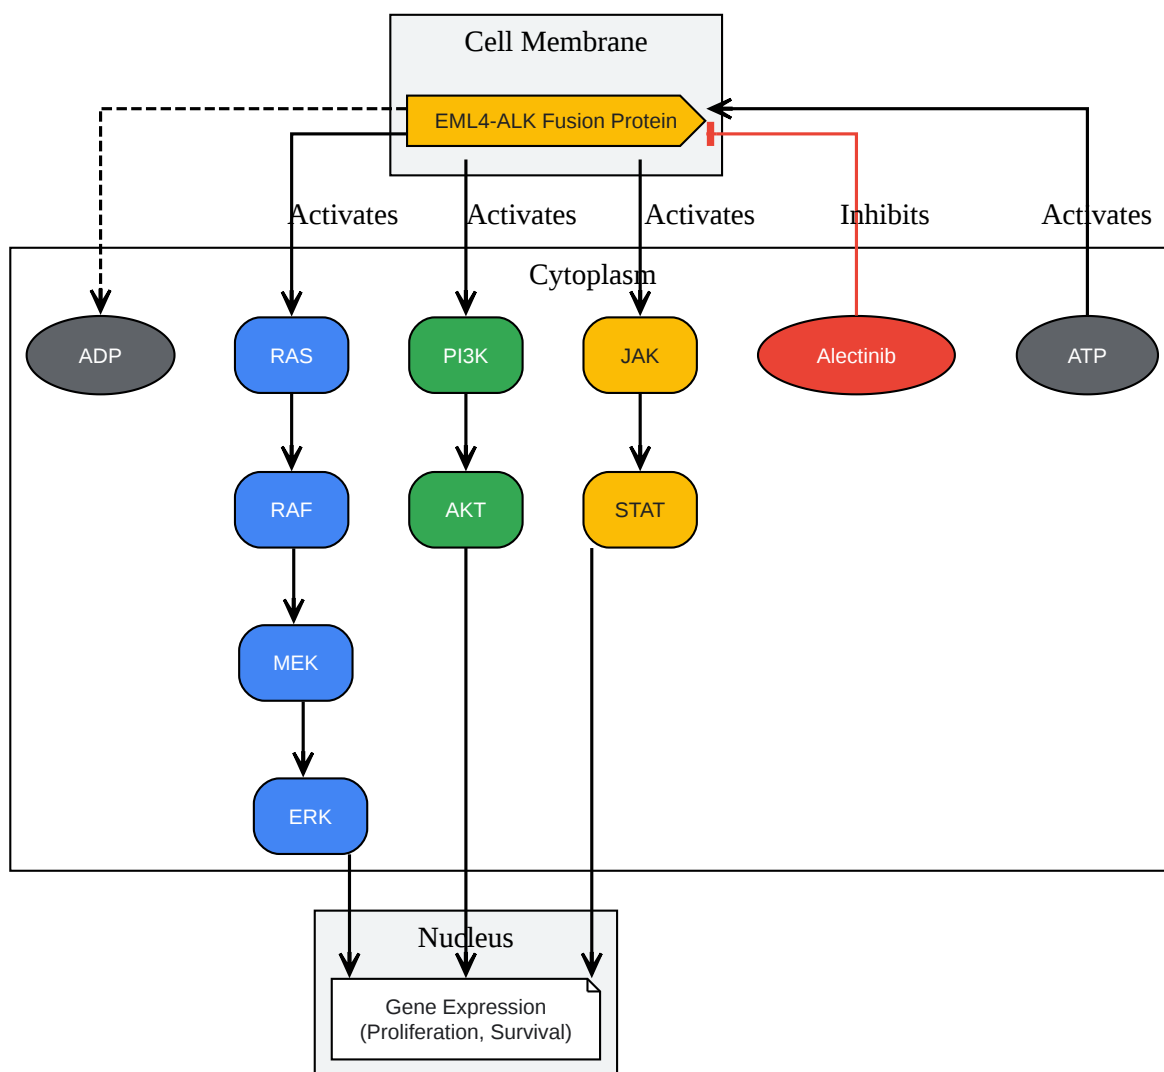 Cell Membrane
EML4-ALK Fusion Protein
Activates
Activates
Activates
Inhibits
Activates
Cytoplasm
ADP
RAS
PI3K
JAK
Alectinib
ATP
RAF
AKT
STAT
MEK
ERK
Nucleus
Gene Expression
(Proliferation, Survival)